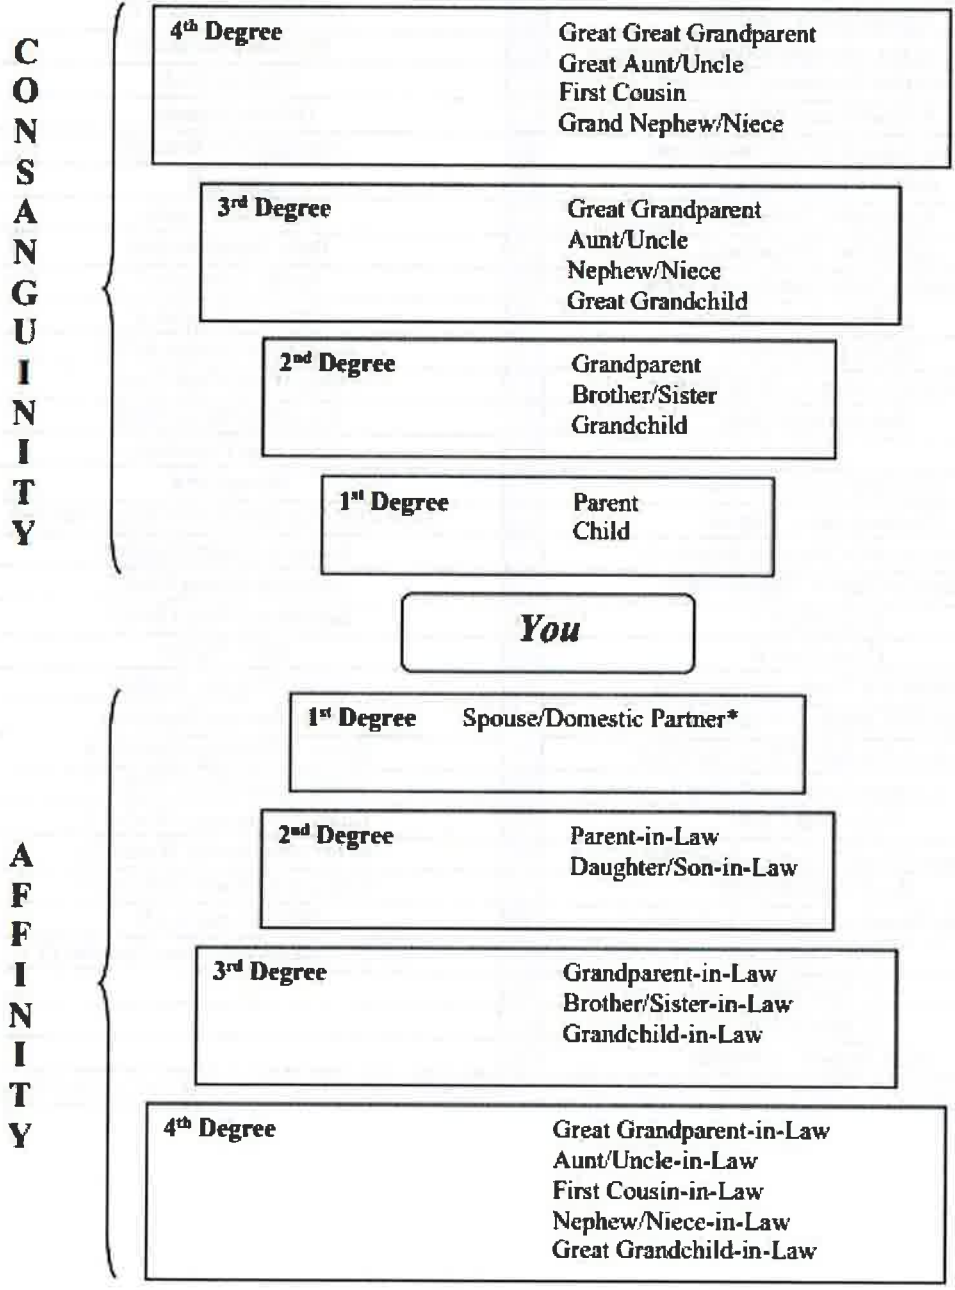 CONSANGUINITY
4th Degree
Great Great Grandparent
Great Aunt/Uncle
First Cousin
Grand Nephew/Niece
3rd Degree
Great Grandparent
Aunt/Uncle
Nephew/Niece
Great Grandchild
2nd Degree
Grandparent
Brother/Sister
Grandchild
1st Degree
Parent
Child
You
AFFINITY
1st Degree
Spouse/Domestic Partner*
2nd Degree
Parent-in-Law
Daughter/Son-in-Law
3rd Degree
Grandparent-in-Law
Brother/Sister-in-Law
Grandchild-in-Law
4th Degree
Great Grandparent-in-Law
Aunt/Uncle-in-Law
First Cousin-in-Law
Nephew/Niece-in-Law
Great Grandchild-in-Law